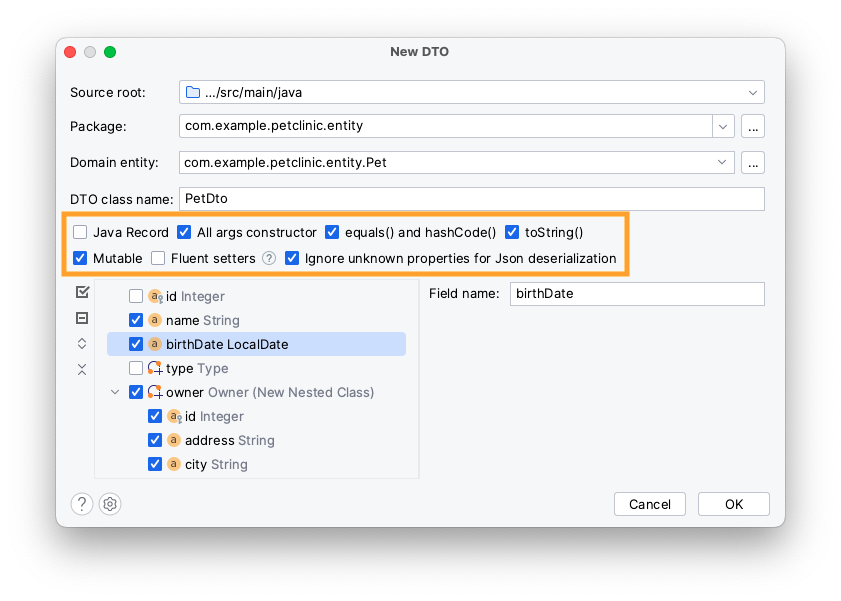 New DTO
Source root: .../src/main/java
Package: com.example.petclinic.entity ...
Domain entity: com.example.petclinic.entity.Pet ...
DTO class name: PetDto
Java Record All args constructor equals() and hashCode() toString()
Mutable Fluent setters ? Ignore unknown properties for Json deserialization
a id Integer
Field name: birthDate
a name String
a birthDate LocalDate
type Type
owner Owner (New Nested Class)
a id Integer
a address String
a city String
? Cancel OK